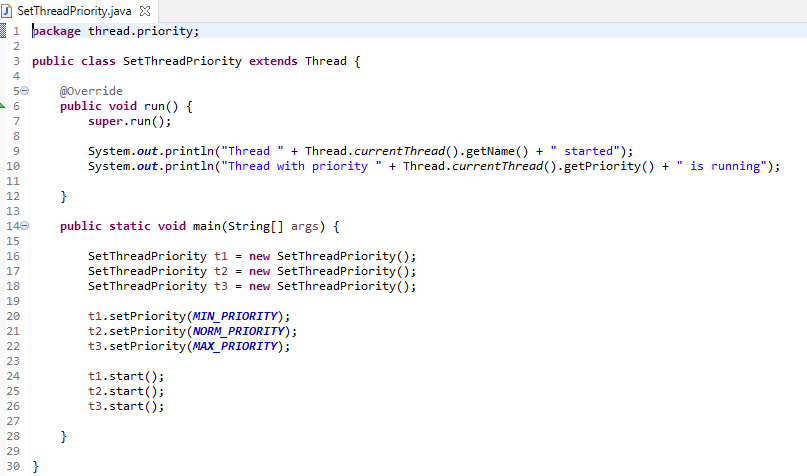 SetThreadPriority.java
1 package thread.priority;
2
3 public class SetThreadPriority extends Thread {
4
5 @Override
6 public void run() {
7 super.run();
8
9 System.out.println("Thread " + Thread.currentThread().getName() + " started");
10 System.out.println("Thread with priority " + Thread.currentThread().getPriority() + " is running");
11
12 }
13
14 public static void main(String[] args) {
15
16 SetThreadPriority t1 = new SetThreadPriority();
17 SetThreadPriority t2 = new SetThreadPriority();
18 SetThreadPriority t3 = new SetThreadPriority();
19
20 t1.setPriority(MIN_PRIORITY);
21 t2.setPriority(NORM_PRIORITY);
22 t3.setPriority(MAX_PRIORITY);
23
24 t1.start();
25 t2.start();
26 t3.start();
27
28 }
29
30 }